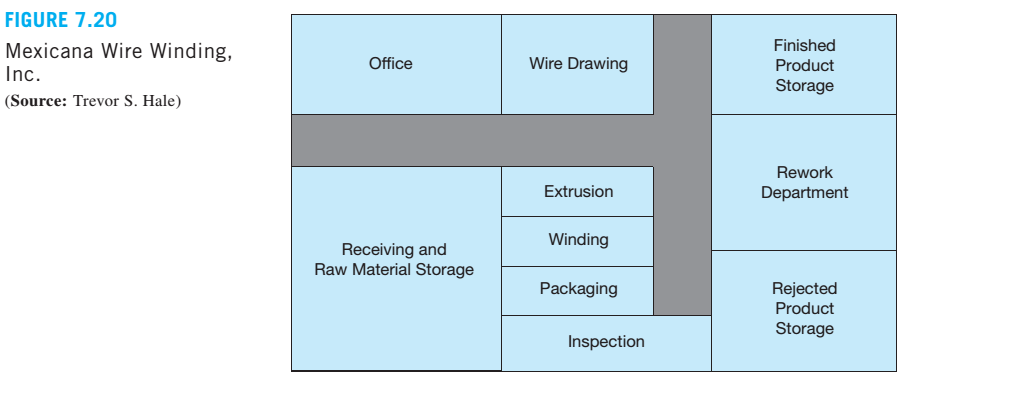 FIGURE 7.20
Mexicana Wire Winding,
Inc.
(Source: Trevor S. Hale)
Office
Wire Drawing
Finished
Product
Storage
Rework
Department
Receiving and
Raw Material Storage
Extrusion
Winding
Packaging
Inspection
Rejected
Product
Storage